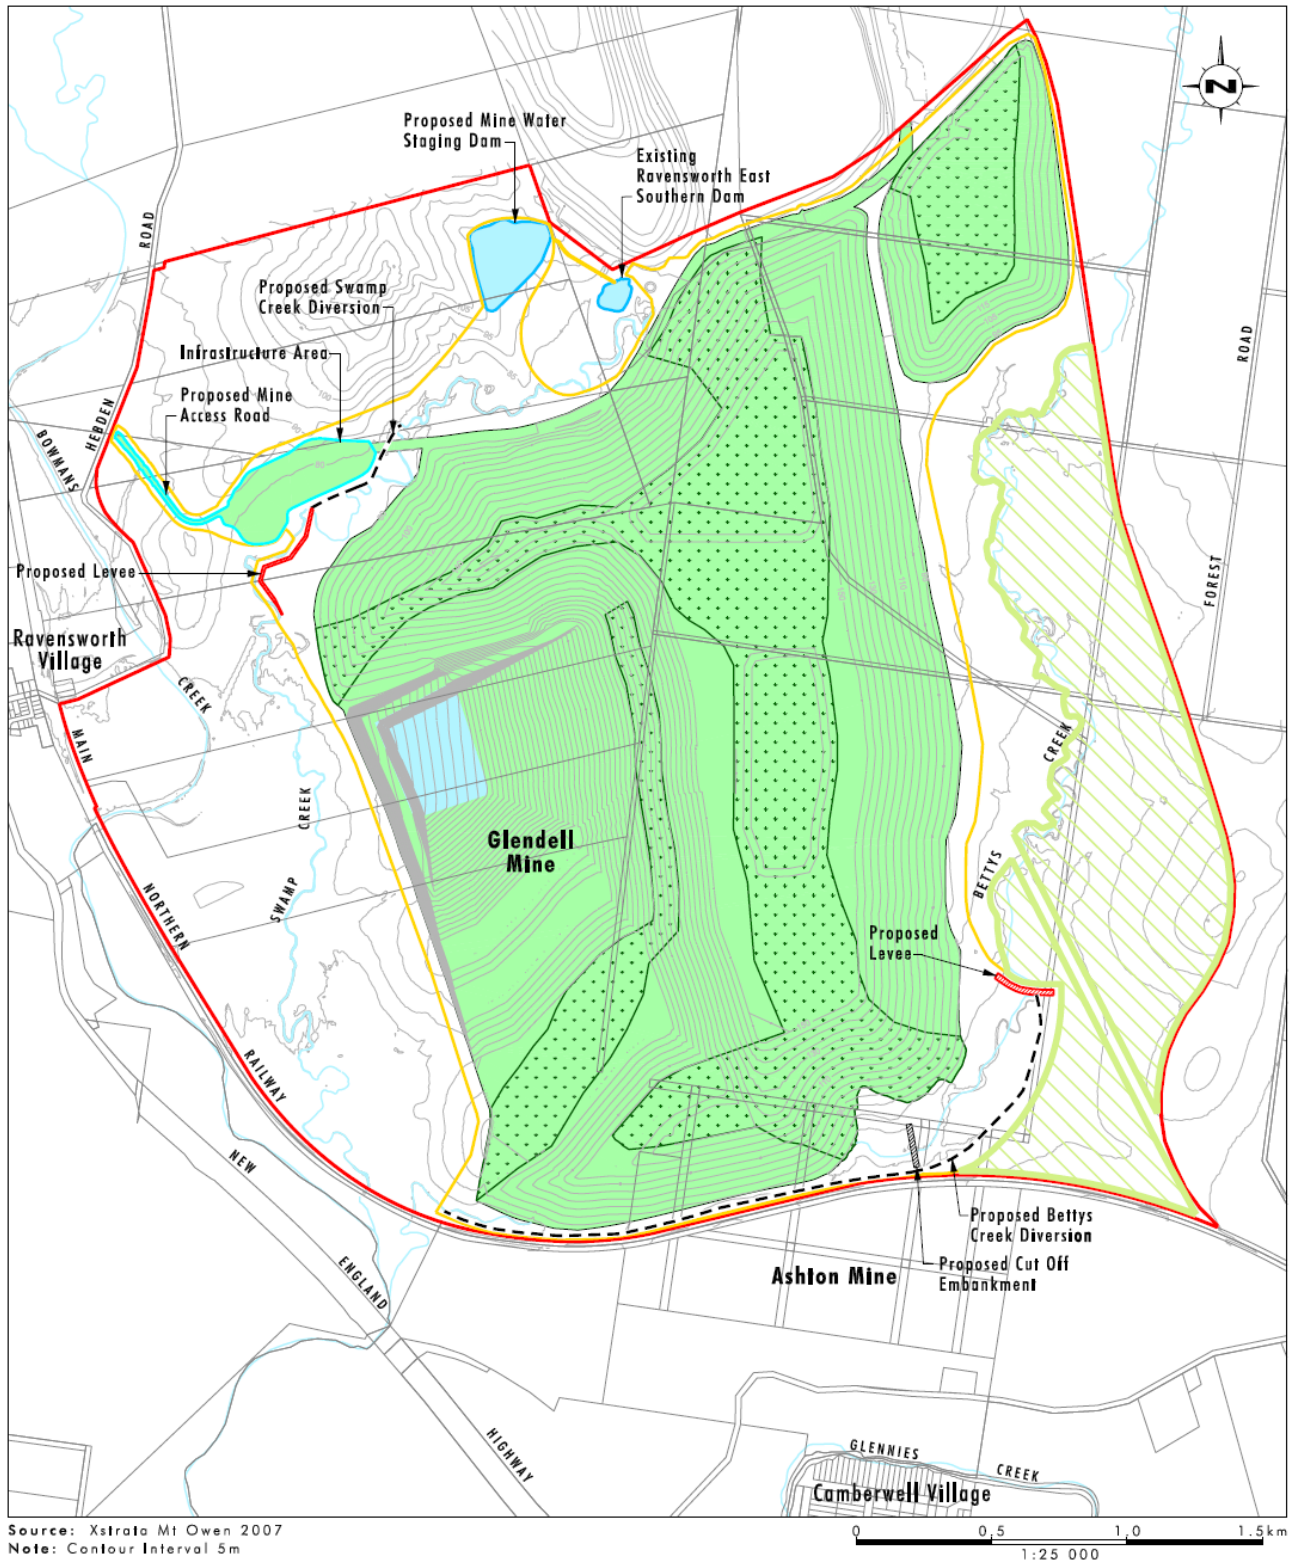 N
Proposed Mine Water
Staging Dam
Existing
Ravensworth East
Southern Dam
ROAD
Proposed Swamp
Creek Diversion
Infrastructure Area
Proposed Mine
Access Road
HEBDEN
BOWMANS
ROAD
FOREST
Proposed Levee
Ravensworth
Village
CREEK
MAIN
CREEK
CREEK
Glendell
Mine
BETTYS
SWAMP
NORTHERN
Proposed
Levee
RAILWAY
NEW
Proposed Bettys
Creek Diversion
Proposed Cut Off
Embankment
ENGLAND
Ashton Mine
HIGHWAY
GLENNIES
CREEK
Camberwell Village
Source: Xstrata Mt Owen 2007
Note: Contour Interval 5m
0 0.5 1.0 1.5km
1:25 000